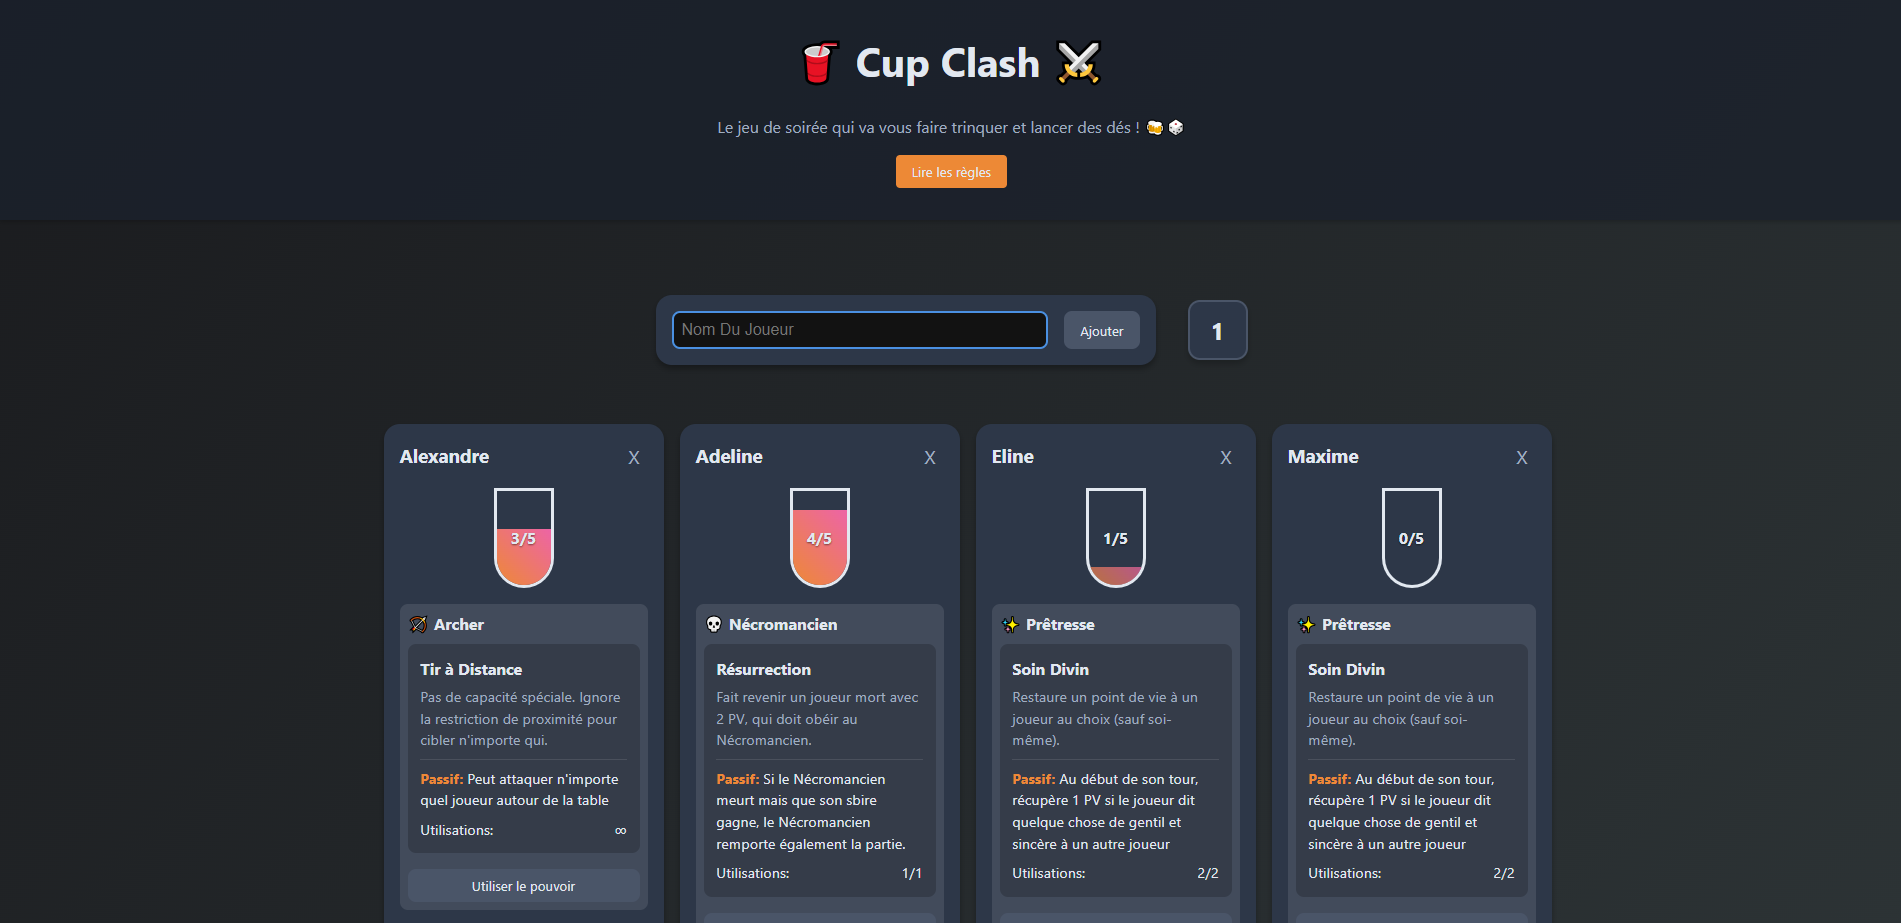 Cup Clash
Le jeu de soirée qui va vous faire trinquer et lancer des dés !
Lire les règles
Nom Du Joueur
Ajouter
1
Alexandre
X
3/5
Archer
Tir à Distance
Pas de capacité spéciale. Ignore
la restriction de proximité pour
cibler n'importe qui.
Passif: Peut attaquer n'importe
quel joueur autour de la table
Utilisations: ∞
Utiliser le pouvoir
Adeline
X
4/5
Nécromancien
Résurrection
Fait revenir un joueur mort avec
2 PV, qui doit obéir au
Nécromancien.
Passif: Si le Nécromancien
meurt mais que son sbire
gagne, le Nécromancien
remporte également la partie.
Utilisations: 1/1
Eline
X
1/5
Prêtresse
Soin Divin
Restaure un point de vie à un
joueur au choix (sauf soi-
même).
Passif: Au début de son tour,
récupère 1 PV si le joueur dit
quelque chose de gentil et
sincère à un autre joueur
Utilisations: 2/2
Maxime
X
0/5
Prêtresse
Soin Divin
Restaure un point de vie à un
joueur au choix (sauf soi-
même).
Passif: Au début de son tour,
récupère 1 PV si le joueur dit
quelque chose de gentil et
sincère à un autre joueur
Utilisations: 2/2